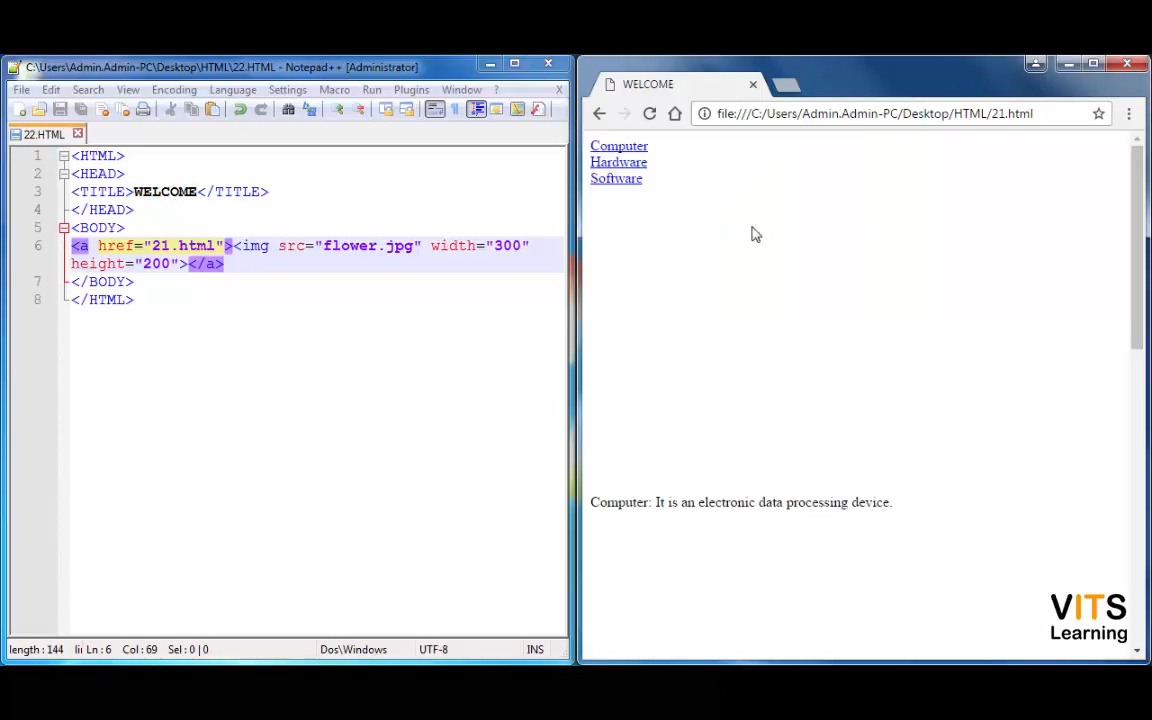 C:\Users\Admin.Admin-PC\Desktop\HTML\22.HTML - Notepad++ [Administrator]
File Edit Search View Encoding Language Settings Macro Run Plugins Window ? X
22.HTML
1 <HTML>
2 <HEAD>
3 <TITLE>WELCOME</TITLE>
4 </HEAD>
5 <BODY>
6 <a href="21.html"><img src="flower.jpg" width="300"
height="200"></a>
7 </BODY>
8 </HTML>
length : 144 lii Ln : 6 Col : 69 Sel : 0 | 0 Dos\Windows UTF-8 INS
WELCOME
file:///C:/Users/Admin.Admin-PC/Desktop/HTML/21.html
Computer
Hardware
Software
Computer: It is an electronic data processing device.
VITS
Learning